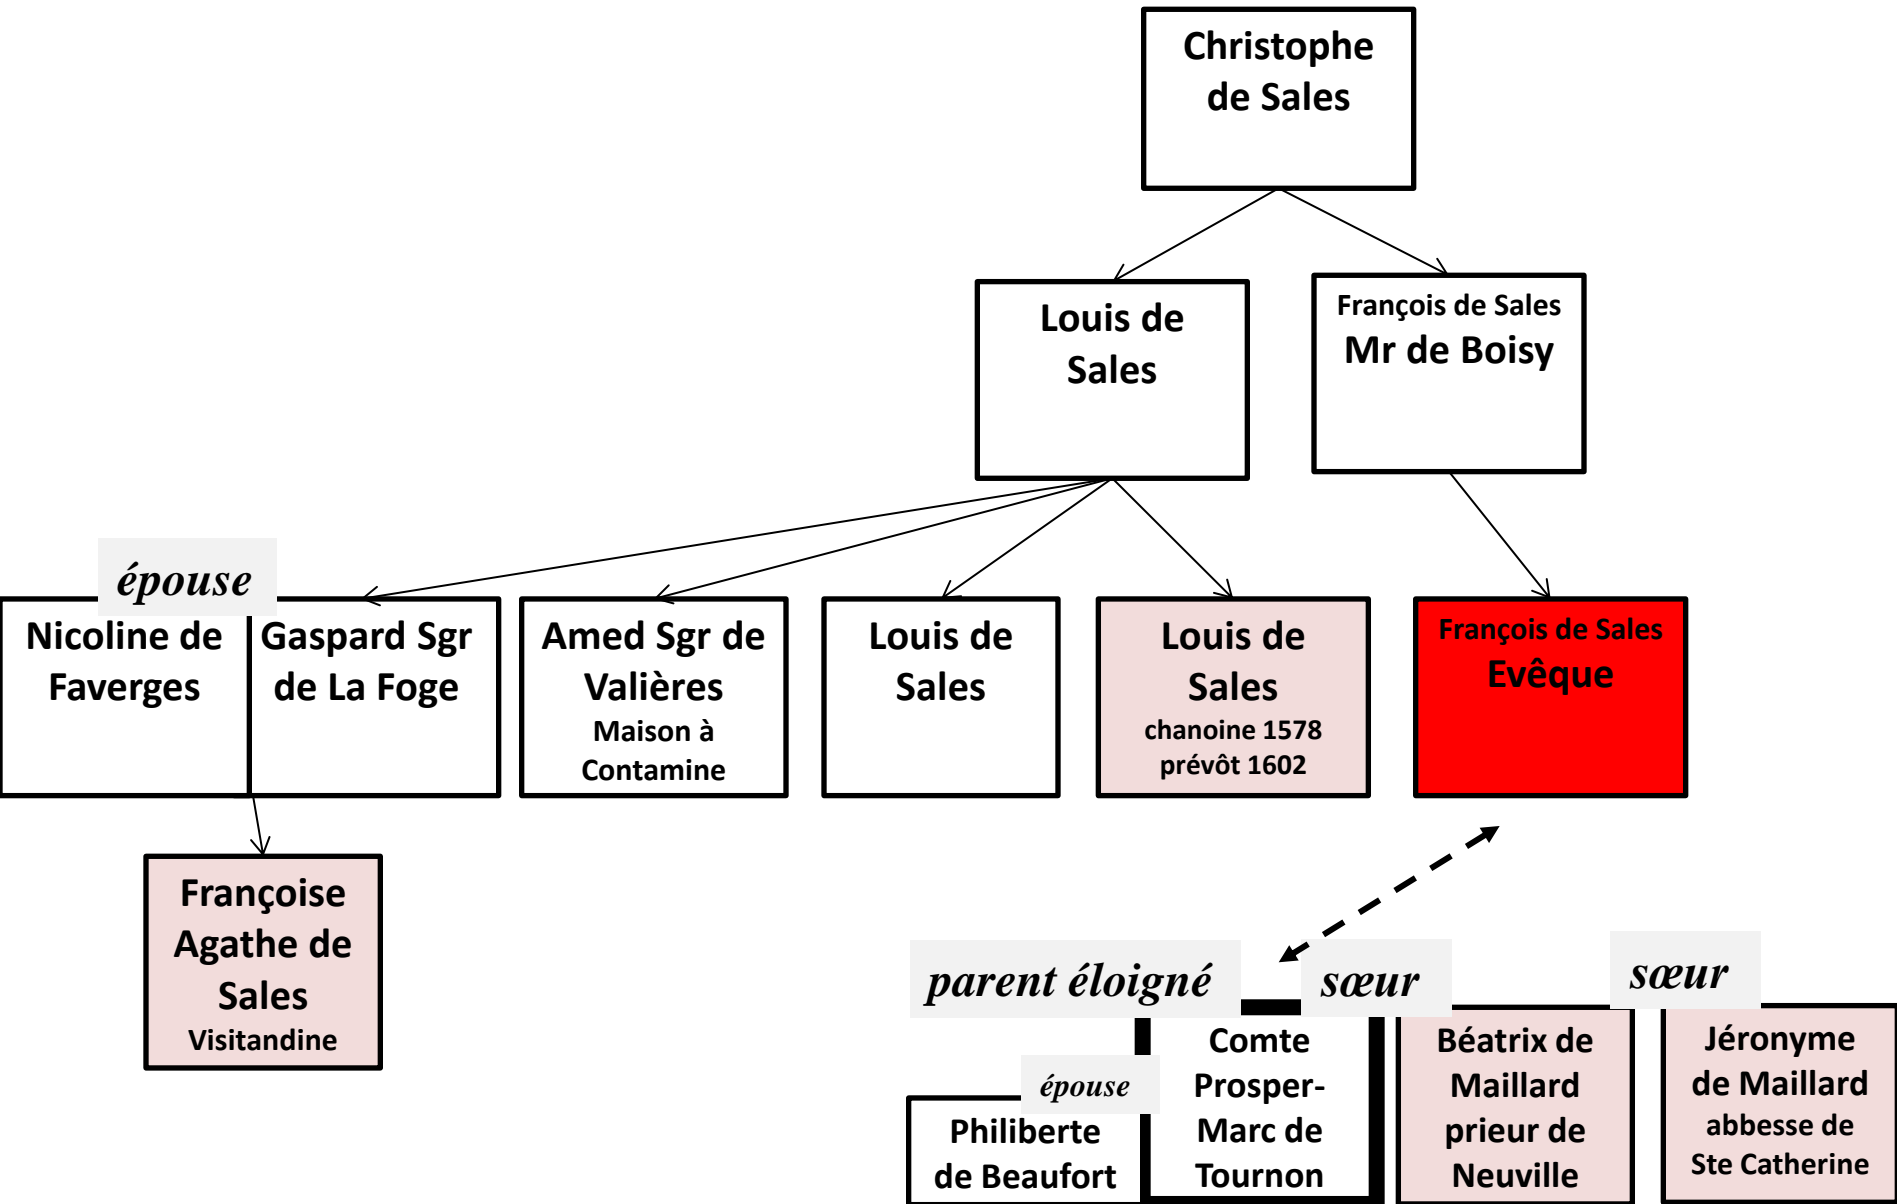 Christophe
de Sales
Louis de
Sales
François de Sales
Mr de Boisy
épouse
Nicoline de
Faverges
Gaspard Sgr
de La Foge
Amed Sgr de
Valières
Maison à
Contamine
Louis de
Sales
Louis de
Sales
chanoine 1578
prévôt 1602
François de Sales
Evêque
Françoise
Agathe de
Sales
Visitandine
parent éloigné
sœur
sœur
épouse
Philiberte
de Beaufort
Comte
Prosper-
Marc de
Tournon
Béatrix de
Maillard
prieur de
Neuville
Jéronyme
de Maillard
abbesse de
Ste Catherine